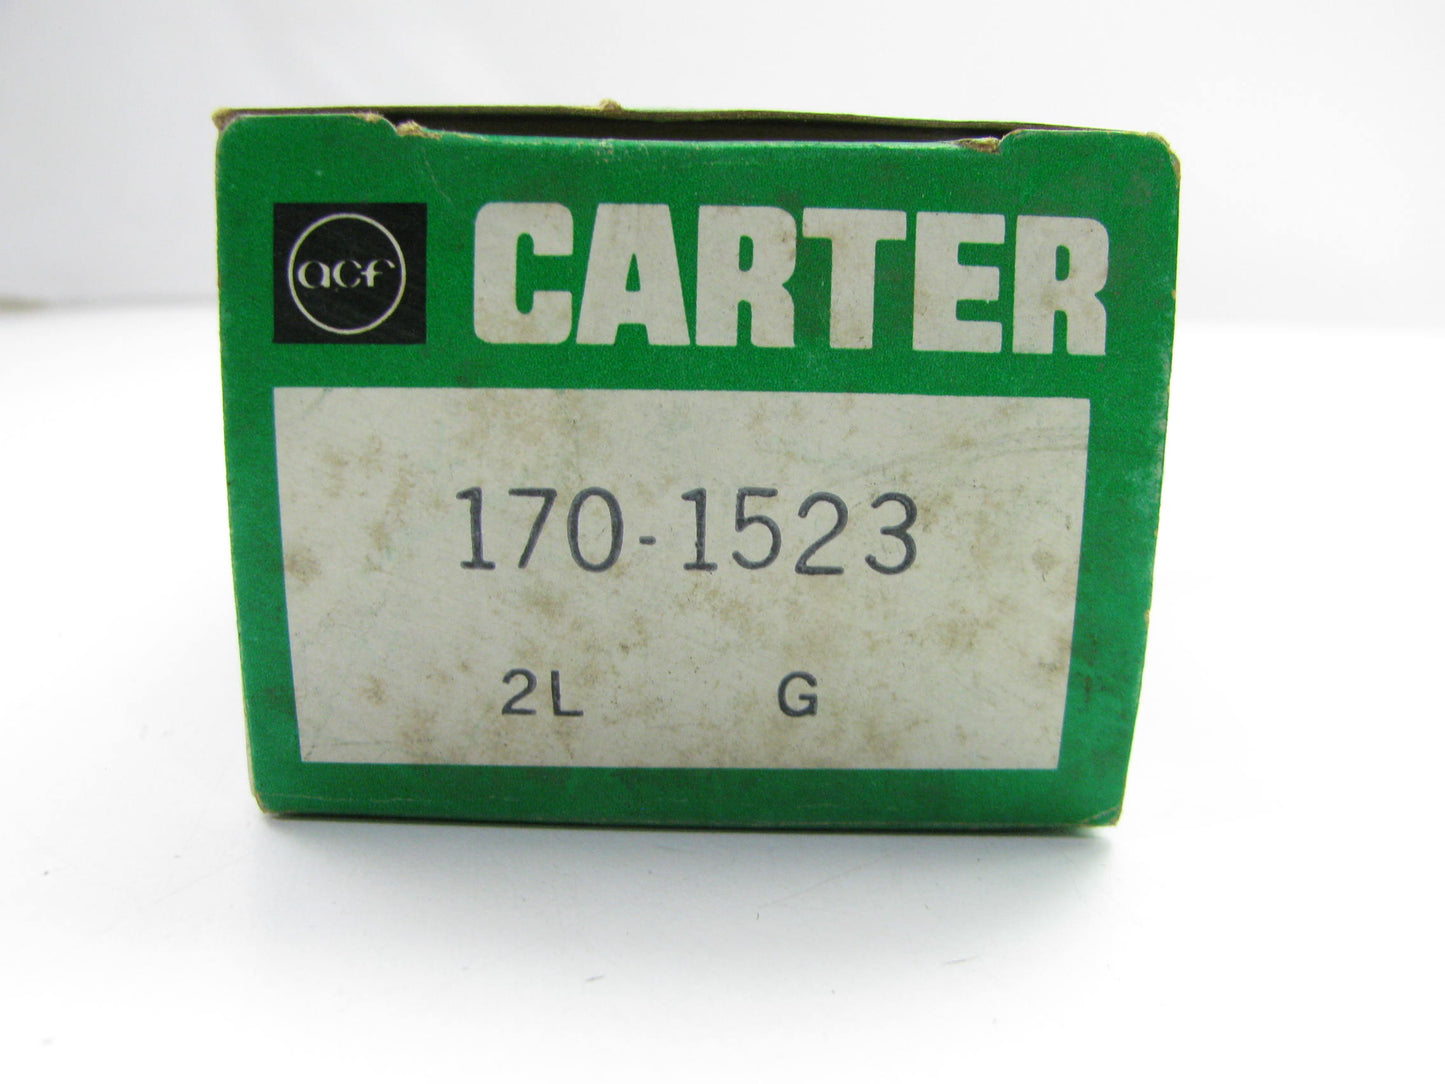 acf CARTER
170-1523
2L G